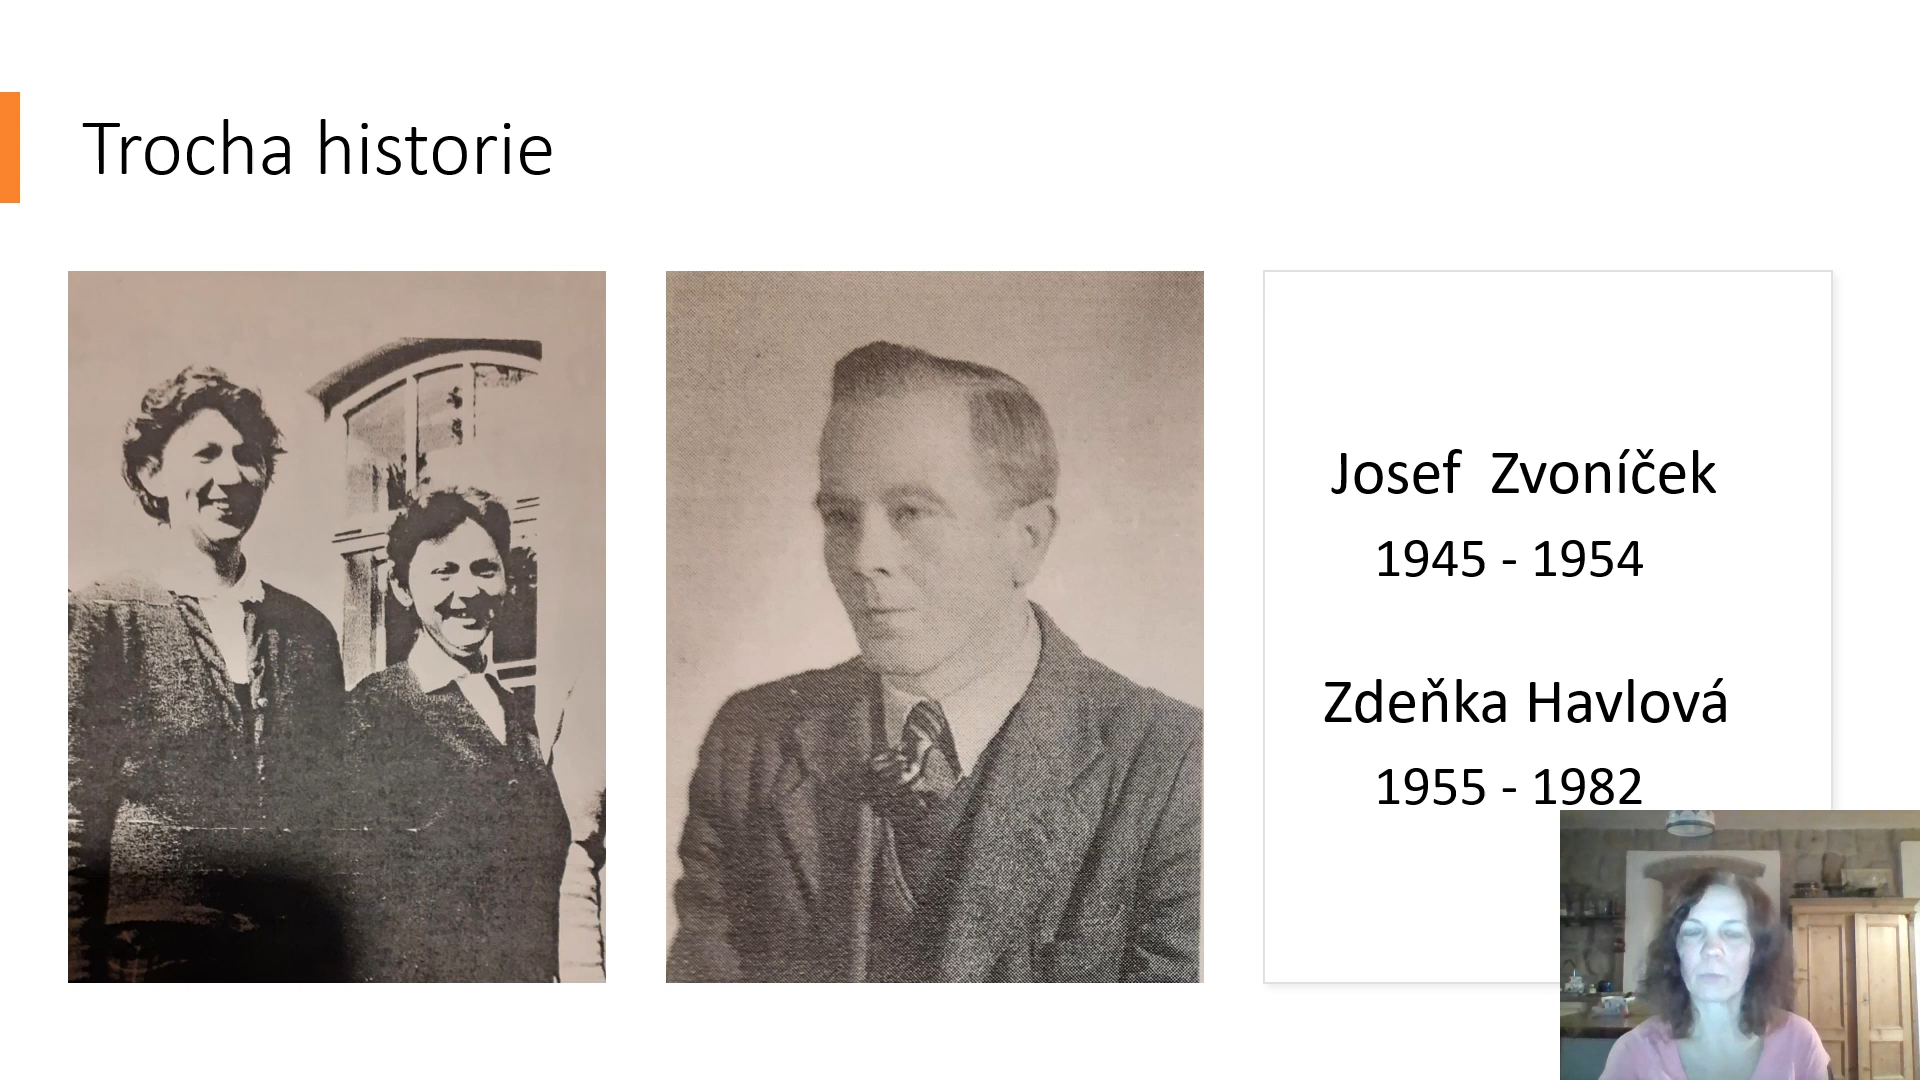 Trocha historie
Josef Zvoníček
1945 - 1954
Zdeňka Havlová
1955 - 1982